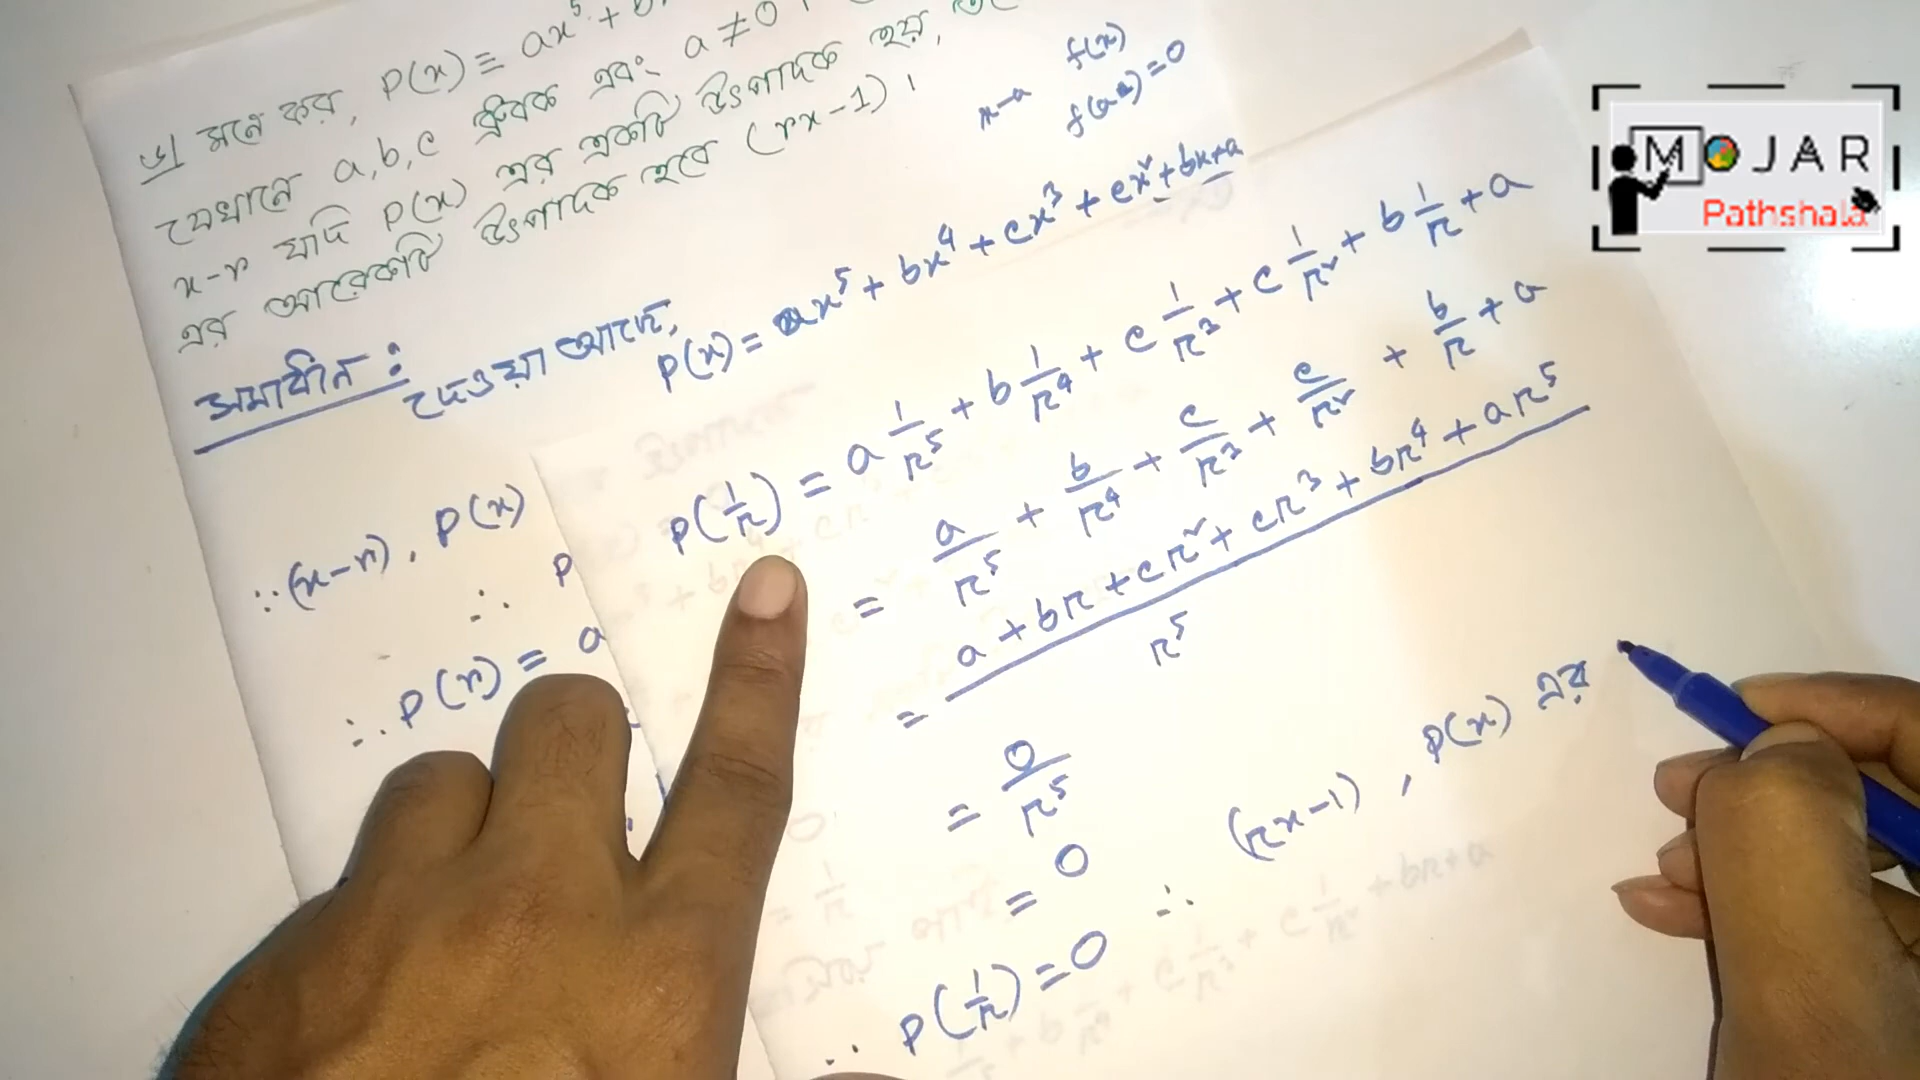 ৬| মনে কর, P(x) ≡ ax⁵ +
যেখানে a, b, c ধ্রুবক এবং a ≠ 0।
x-r যদি P(x) এর একটি উৎপাদক হয়,
এর আরেকটি উৎপাদক হবে (rx-1)।
x-a f(x)
f(a) = 0
সমাধান :
দেওয়া আছে,
P(x) = ax⁵ + bx⁴ + cx³ + cx² + bx + a
∵ (x-r), P(x)
∴ P
∴ P(r) = a
P(1/r) = a 1/r⁵ + b 1/r⁴ + c 1/r³ + c 1/r² + b 1/r + a
= a/r⁵ + b/r⁴ + c/r³ + c/r² + b/r + a
= a + br + cr² + cr³ + br⁴ + ar⁵ / r⁵
= 0/r⁵
= 0
∴ P(1/r) = 0
∴ (rx-1), P(x) এর
MOJAR
Pathshala